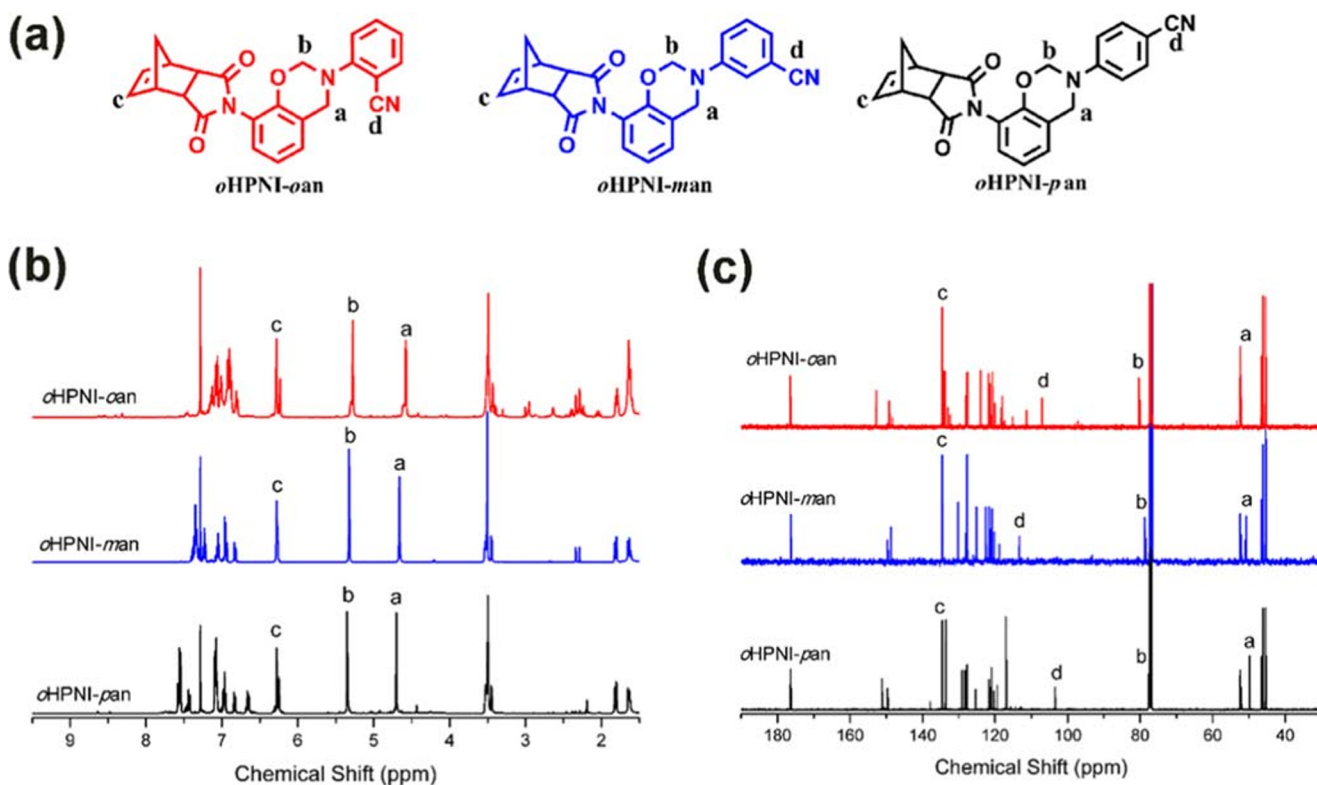 (a)
b
O
O
N
c
N
a
CN
d
O
oHPNI-oan
b
d
O
O
N
CN
c
N
a
O
oHPNI-man
CN
d
b
O
O
N
c
N
a
O
oHPNI-pan
(b)
c
b
a
oHPNI-oan
c
b
a
oHPNI-man
c
b
a
oHPNI-pan
9 8 7 6 5 4 3 2
Chemical Shift (ppm)
(c)
c
d
b
a
oHPNI-oan
c
d
b
a
oHPNI-man
c
d
b
a
oHPNI-pan
180 160 140 120 100 80 60 40
Chemical Shift (ppm)